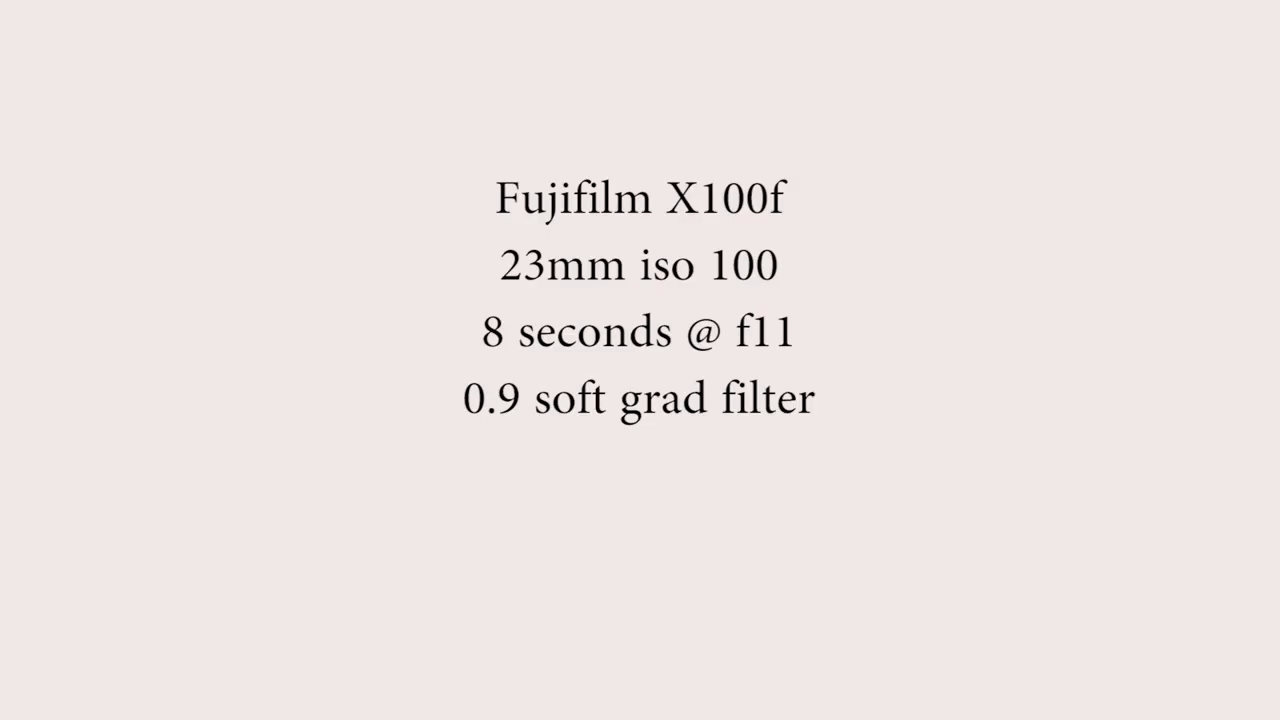 Fujifilm X100f
23mm iso 100
8 seconds @ f11
0.9 soft grad filter